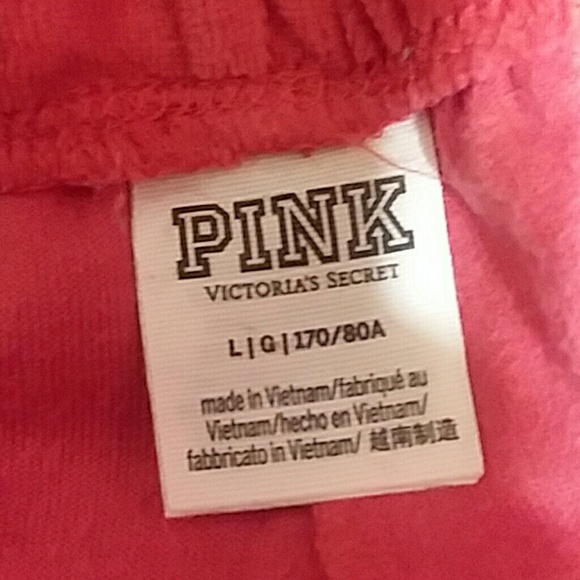 PINK
VICTORIA'S SECRET
L | G | 170/80A
made in Vietnam/fabriqué au
Vietnam/hecho en Vietnam/
fabbricato in Vietnam/ 越南制造